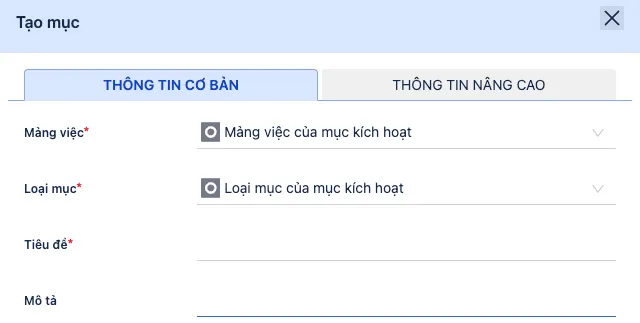 Tạo mục
THÔNG TIN CƠ BẢN
THÔNG TIN NÂNG CAO
Mảng việc*
Mảng việc của mục kích hoạt
Loại mục*
Loại mục của mục kích hoạt
Tiêu đề*
Mô tả